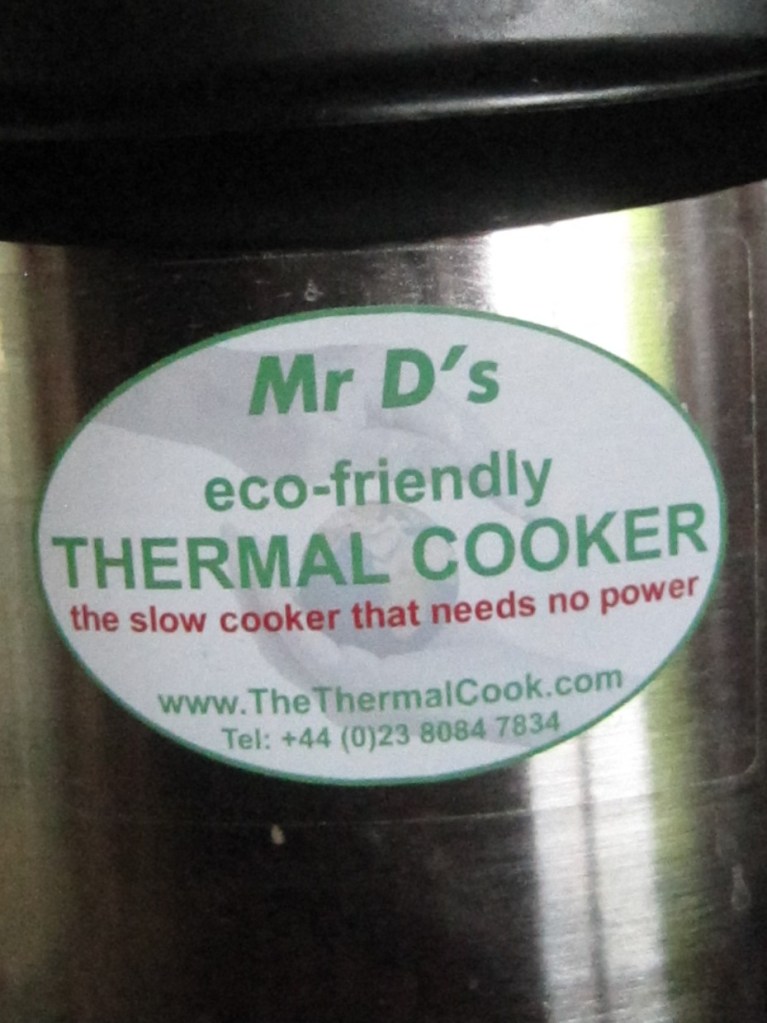 Mr D's
eco-friendly
THERMAL COOKER
the slow cooker that needs no power
www.TheThermalCook.com
Tel: +44 (0)23 8084 7834